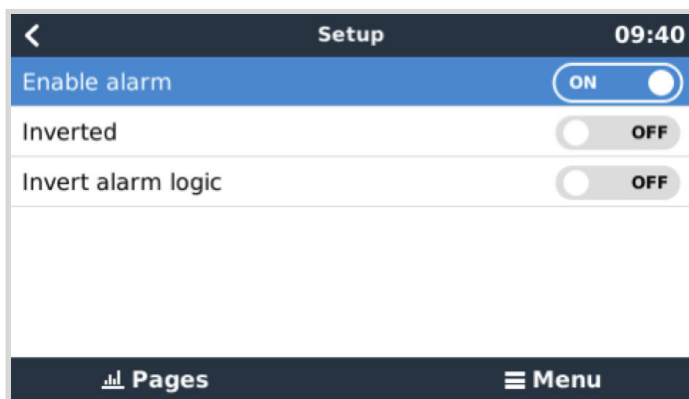 Setup 09:40
Enable alarm ON
Inverted OFF
Invert alarm logic OFF
Pages Menu